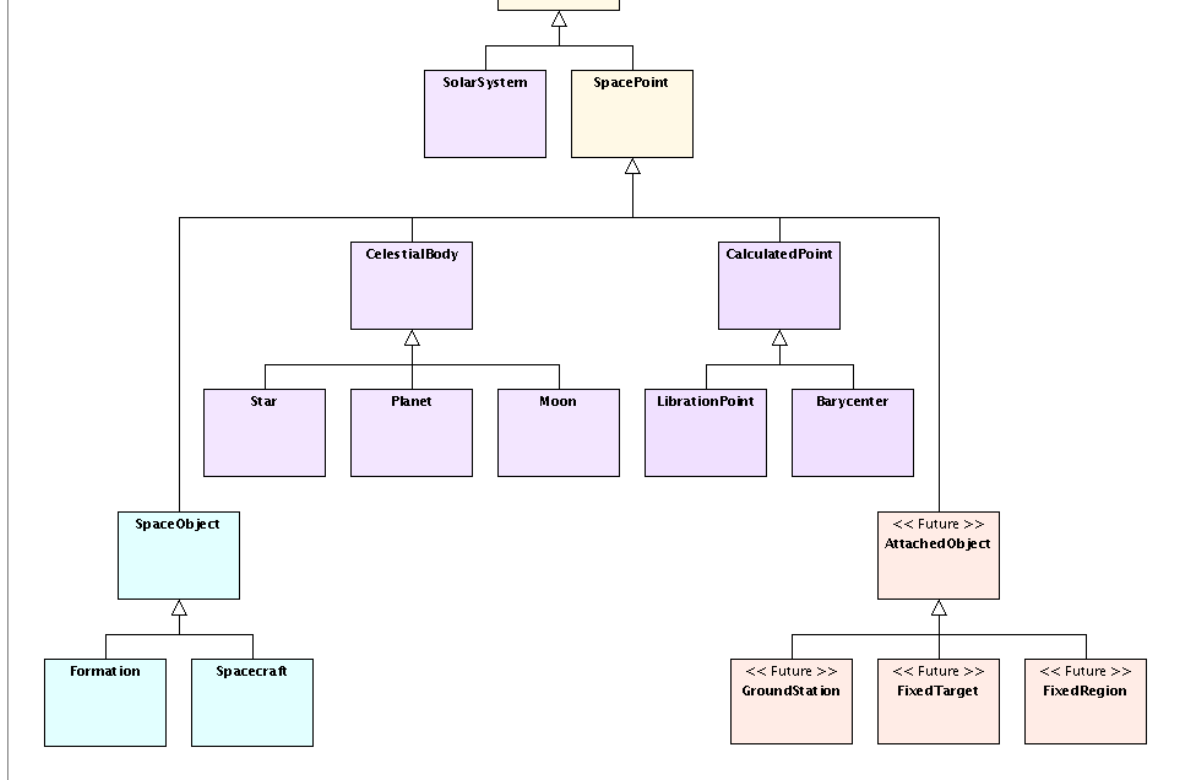 SolarSystem
SpacePoint
CelestialBody
CalculatedPoint
Star
Planet
Moon
LibrationPoint
Barycenter
SpaceObject
<< Future >>
AttachedObject
Formation
Spacecraft
<< Future >>
GroundStation
<< Future >>
FixedTarget
<< Future >>
FixedRegion